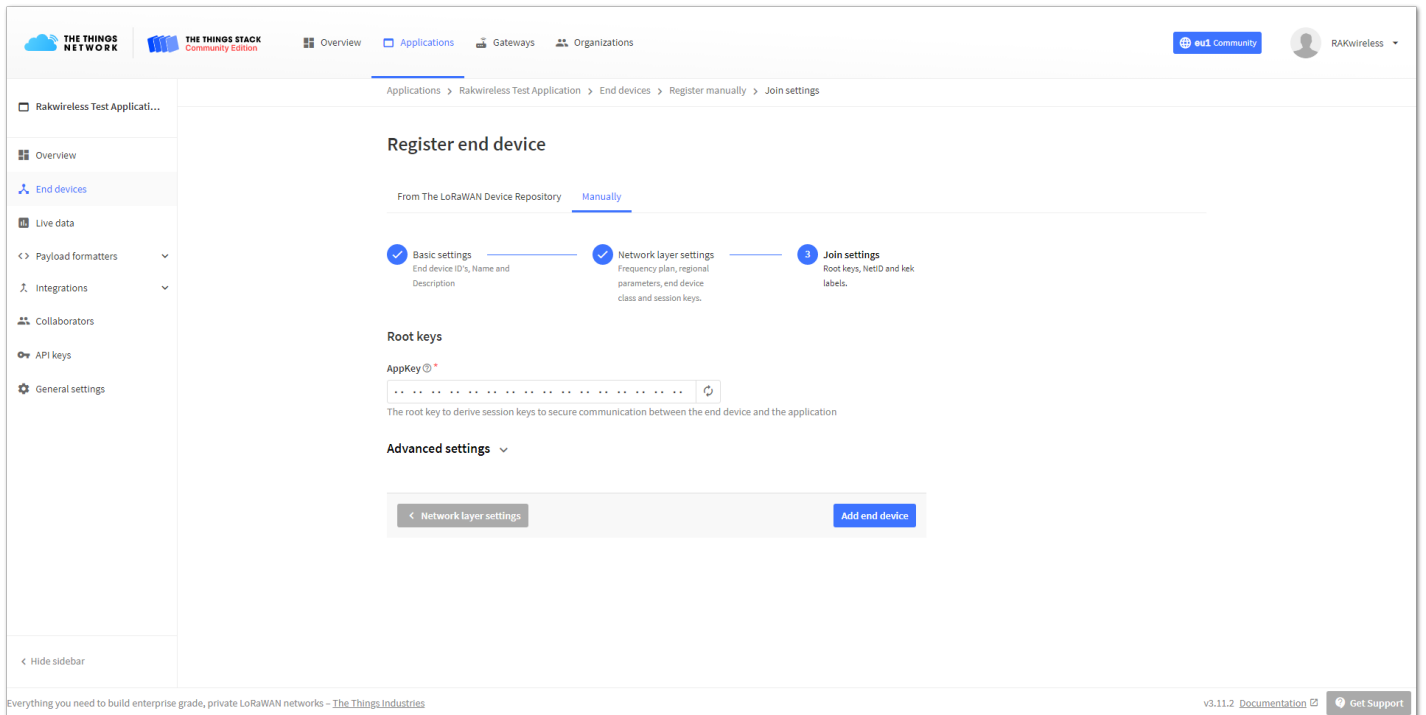 THE THINGS NETWORK
THE THINGS STACK
Community Edition
Overview
Applications
Gateways
Organizations
eu1 Community
RAKwireless
Rakwireless Test Applicati...
Overview
End devices
Live data
Payload formatters
Integrations
Collaborators
API keys
General settings
Hide sidebar
Applications > Rakwireless Test Application > End devices > Register manually > Join settings
Register end device
From The LoRaWAN Device Repository
Manually
Basic settings
End device ID's, Name and
Description
Network layer settings
Frequency plan, regional
parameters, end device
class and session keys.
3
Join settings
Root keys, NetID and kek
labels.
Root keys
AppKey *
The root key to derive session keys to secure communication between the end device and the application
Advanced settings
Network layer settings
Add end device
Everything you need to build enterprise grade, private LoRaWAN networks – The Things Industries
v3.11.2
Documentation
Get Support